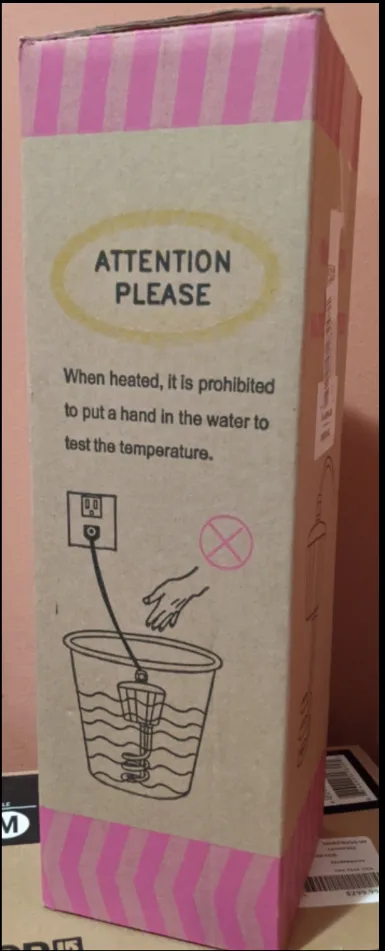 ATTENTION
PLEASE
When heated, it is prohibited
to put a hand in the water to
test the temperature.
M